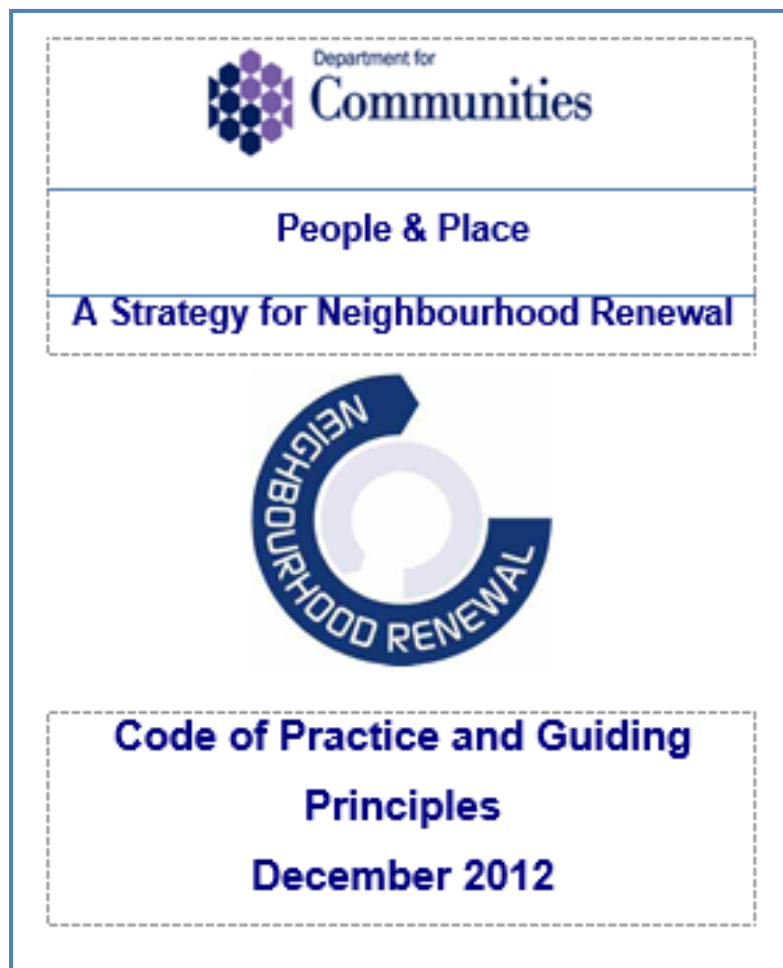 Department for
Communities
People & Place
A Strategy for Neighbourhood Renewal
NEIGHBOURHOOD RENEWAL
Code of Practice and Guiding
Principles
December 2012